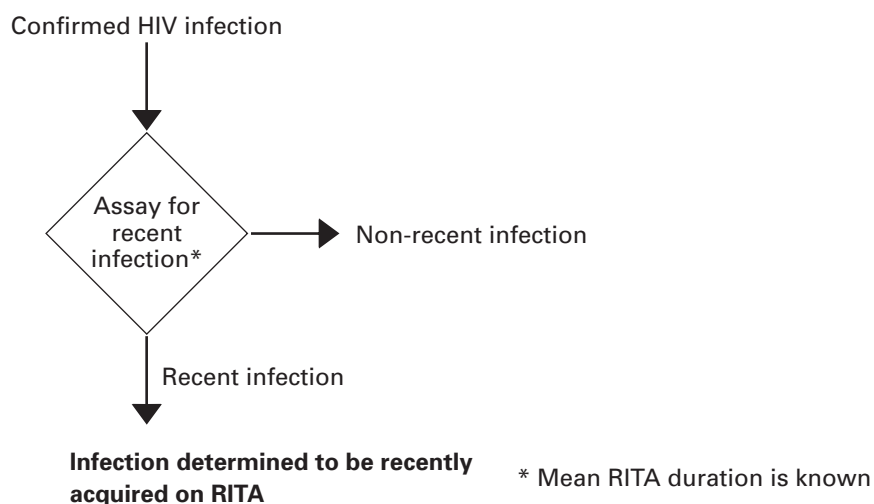 Confirmed HIV infection
Assay for
recent
infection*
Non-recent infection
Recent infection
Infection determined to be recently
acquired on RITA
* Mean RITA duration is known